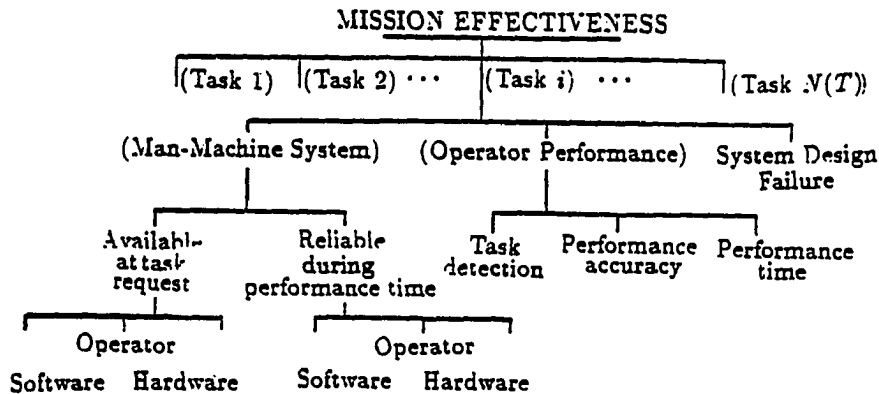 MISSION EFFECTIVENESS
(Task 1) (Task 2) ··· (Task i) ··· (Task N(T))
(Man-Machine System) (Operator Performance) System Design
Failure
Available
at task
request
Reliable
during
performance time
Task
detection
Performance
accuracy
Performance
time
Operator
Software Hardware
Operator
Software Hardware